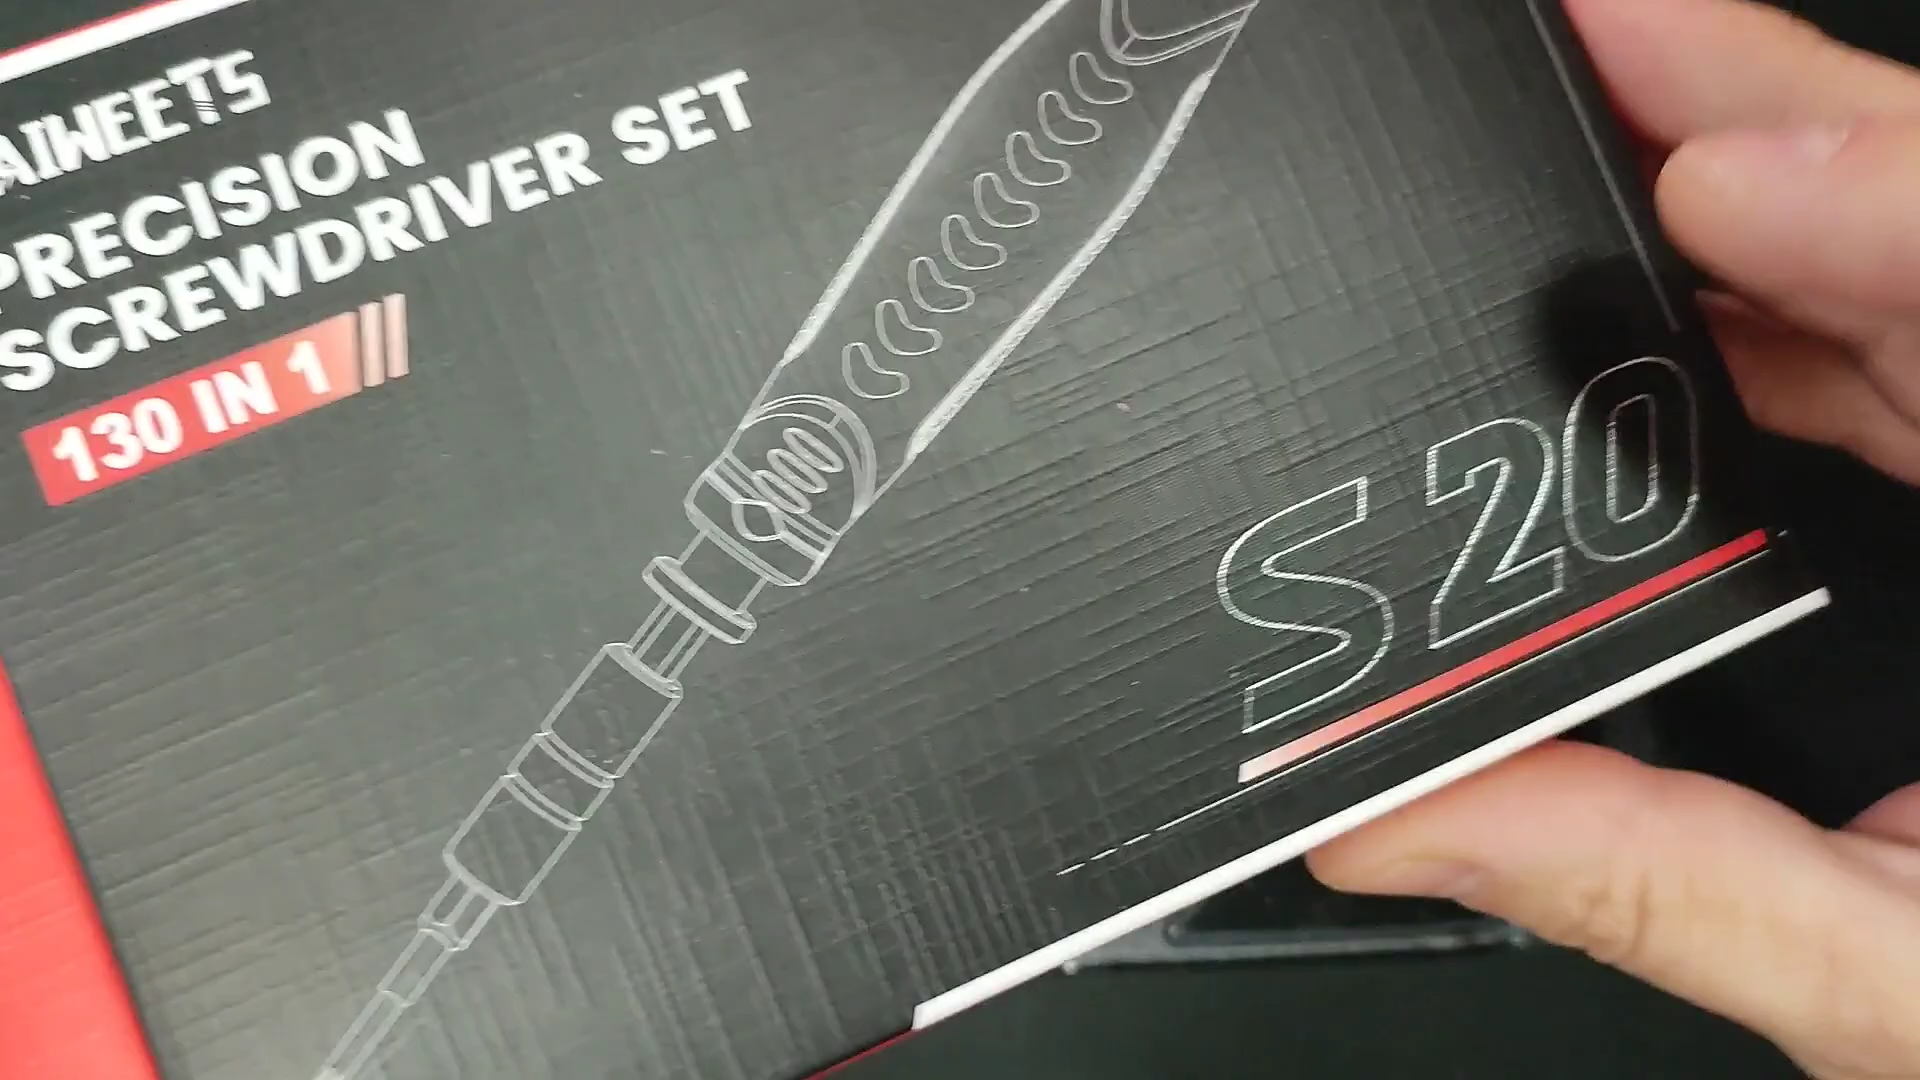 AIWEETS
PRECISION
SCREWDRIVER SET
130 IN 1
S20